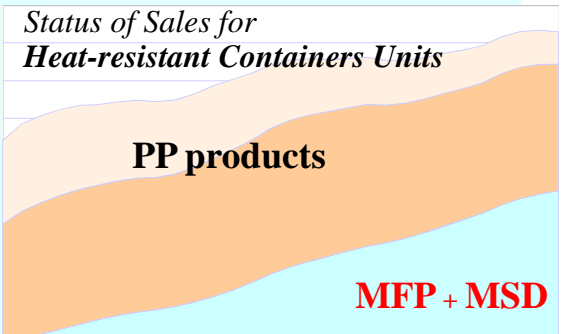 Status of Sales for
Heat-resistant Containers Units
PP products
MFP + MSD